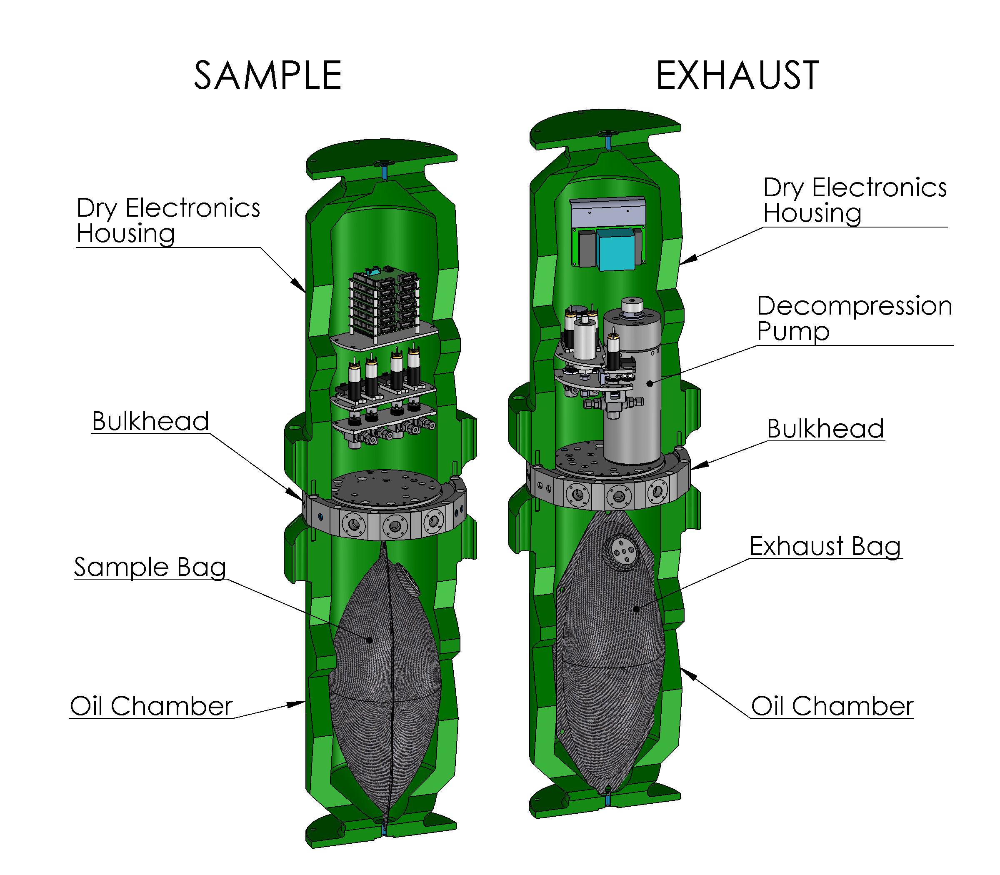 SAMPLE
EXHAUST
Dry Electronics
Housing
Bulkhead
Sample Bag
Oil Chamber
Dry Electronics
Housing
Decompression
Pump
Bulkhead
Exhaust Bag
Oil Chamber